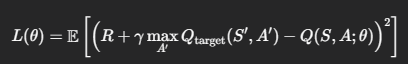 L(θ) = 𝔼[(R + γ max_{A′} Q_target(S′, A′) − Q(S, A; θ))²]